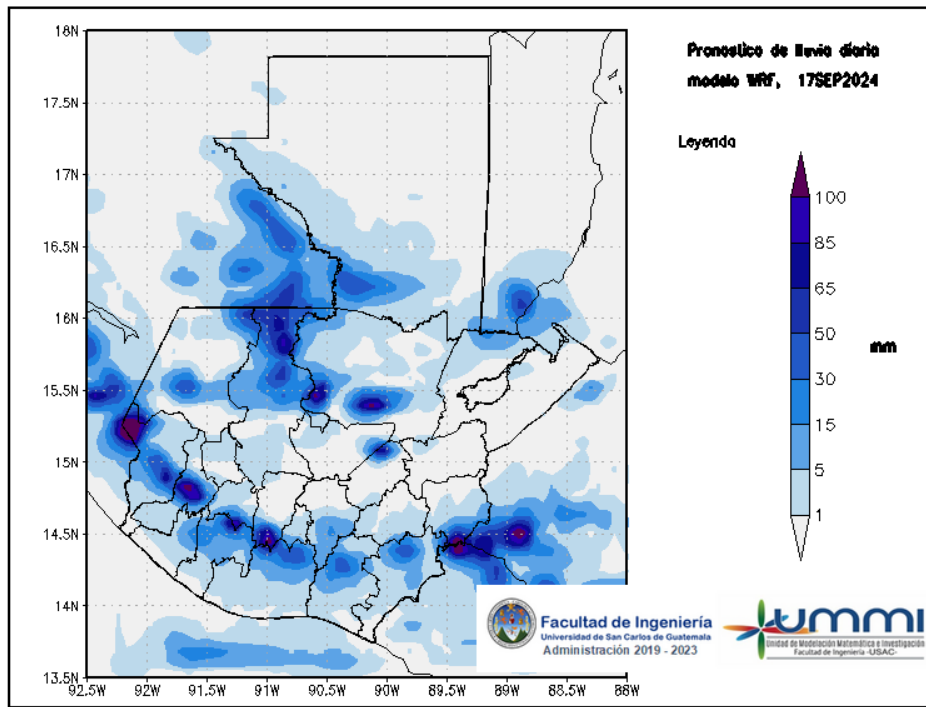 Pronostico de lluvia diaria
modelo WRF, 17SEP2024
Leyenda
100
85
65
50
30
15
5
1
mm
18N
17.5N
17N
16.5N
16N
15.5N
15N
14.5N
14N
13.5N
92.5W 92W 91.5W 91W 90.5W 90W 89.5W 89W 88.5W 88W
Facultad de Ingeniería
Universidad de San Carlos de Guatemala
Administración 2019 - 2023
UMMI
Unidad de Modelación Matemática e Investigación
Facultad de Ingeniería -USAC-